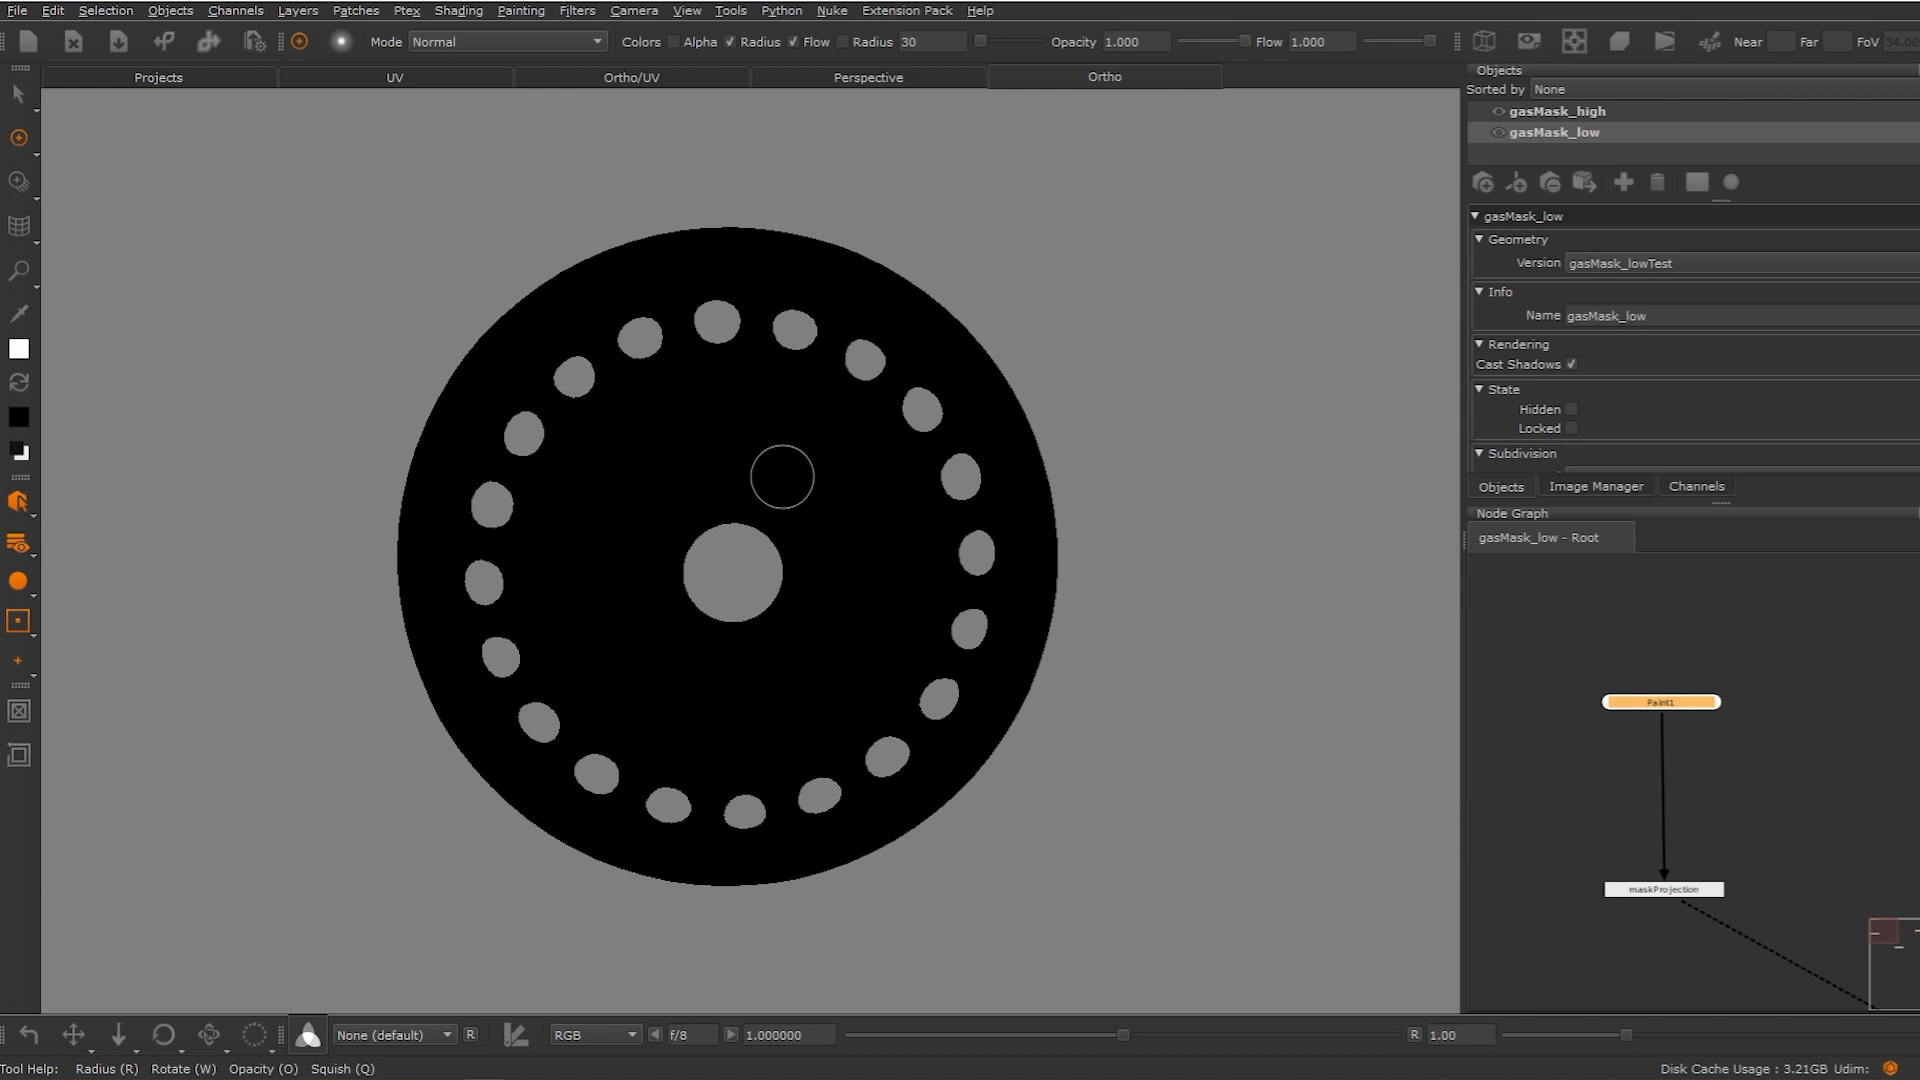 File Edit Selection Objects Channels Layers Patches Ptex Shading Painting Filters Camera View Tools Python Nuke Extension Pack Help
Mode Normal Colors Alpha Radius Flow Radius 30 Opacity 1.000 Flow 1.000 Near Far FoV 34.00
Projects UV Ortho/UV Perspective Ortho
Objects
Sorted by None
gasMask_high
gasMask_low
gasMask_low
Geometry
Version gasMask_lowTest
Info
Name gasMask_low
Rendering
Cast Shadows
State
Hidden
Locked
Subdivision
Objects Image Manager Channels
Node Graph
gasMask_low - Root
Paint1
maskProjection
None (default) R RGB f/8 1.000000 R 1.00
Tool Help: Radius (R) Rotate (W) Opacity (O) Squish (Q) Disk Cache Usage : 3.21GB Udim: